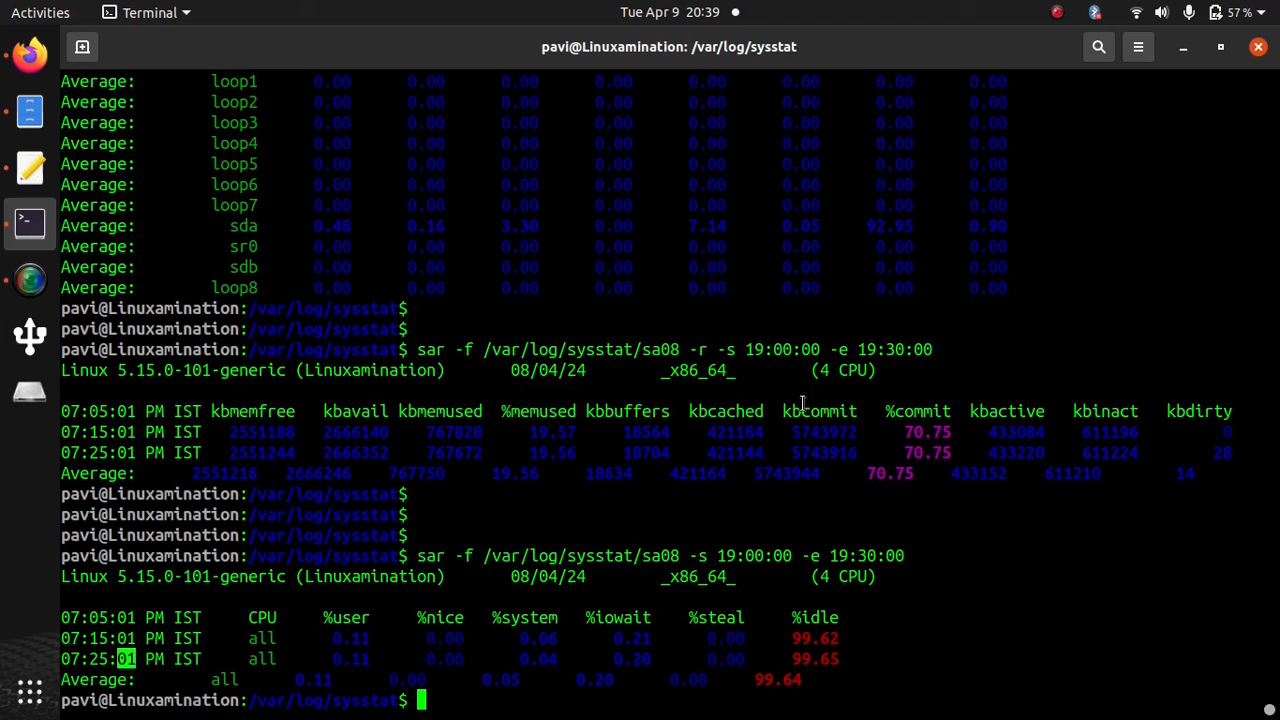 Activities Terminal Tue Apr 9 20:39 57 %
pavi@Linuxamination: /var/log/sysstat
Average: loop1 0.00 0.00 0.00 0.00 0.00 0.00 0.00 0.00
Average: loop2 0.00 0.00 0.00 0.00 0.00 0.00 0.00 0.00
Average: loop3 0.00 0.00 0.00 0.00 0.00 0.00 0.00 0.00
Average: loop4 0.00 0.00 0.00 0.00 0.00 0.00 0.00 0.00
Average: loop5 0.00 0.00 0.00 0.00 0.00 0.00 0.00 0.00
Average: loop6 0.00 0.00 0.00 0.00 0.00 0.00 0.00 0.00
Average: loop7 0.00 0.00 0.00 0.00 0.00 0.00 0.00 0.00
Average: sda 0.48 0.16 3.30 0.00 7.14 0.05 92.95 0.90
Average: sr0 0.00 0.00 0.00 0.00 0.00 0.00 0.00 0.00
Average: sdb 0.00 0.00 0.00 0.00 0.00 0.00 0.00 0.00
Average: loop8 0.00 0.00 0.00 0.00 0.00 0.00 0.00 0.00
pavi@Linuxamination:/var/log/sysstat$
pavi@Linuxamination:/var/log/sysstat$
pavi@Linuxamination:/var/log/sysstat$ sar -f /var/log/sysstat/sa08 -r -s 19:00:00 -e 19:30:00
Linux 5.15.0-101-generic (Linuxamination) 08/04/24 _x86_64_ (4 CPU)
07:05:01 PM IST kbmemfree kbavail kbmemused %memused kbbuffers kbcached kbcommit %commit kbactive kbinact kbdirty
07:15:01 PM IST 2551188 2666140 767828 19.57 18564 421184 5743972 70.75 433084 611196 0
07:25:01 PM IST 2551244 2666352 767672 19.56 18704 421144 5743916 70.75 433220 611224 28
Average: 2551216 2666246 767750 19.56 18634 421164 5743944 70.75 433152 611210 14
pavi@Linuxamination:/var/log/sysstat$
pavi@Linuxamination:/var/log/sysstat$
pavi@Linuxamination:/var/log/sysstat$
pavi@Linuxamination:/var/log/sysstat$ sar -f /var/log/sysstat/sa08 -s 19:00:00 -e 19:30:00
Linux 5.15.0-101-generic (Linuxamination) 08/04/24 _x86_64_ (4 CPU)
07:05:01 PM IST CPU %user %nice %system %iowait %steal %idle
07:15:01 PM IST all 0.11 0.00 0.06 0.21 0.00 99.62
07:25:01 PM IST all 0.11 0.00 0.04 0.20 0.00 99.65
Average: all 0.11 0.00 0.05 0.20 0.00 99.64
pavi@Linuxamination:/var/log/sysstat$